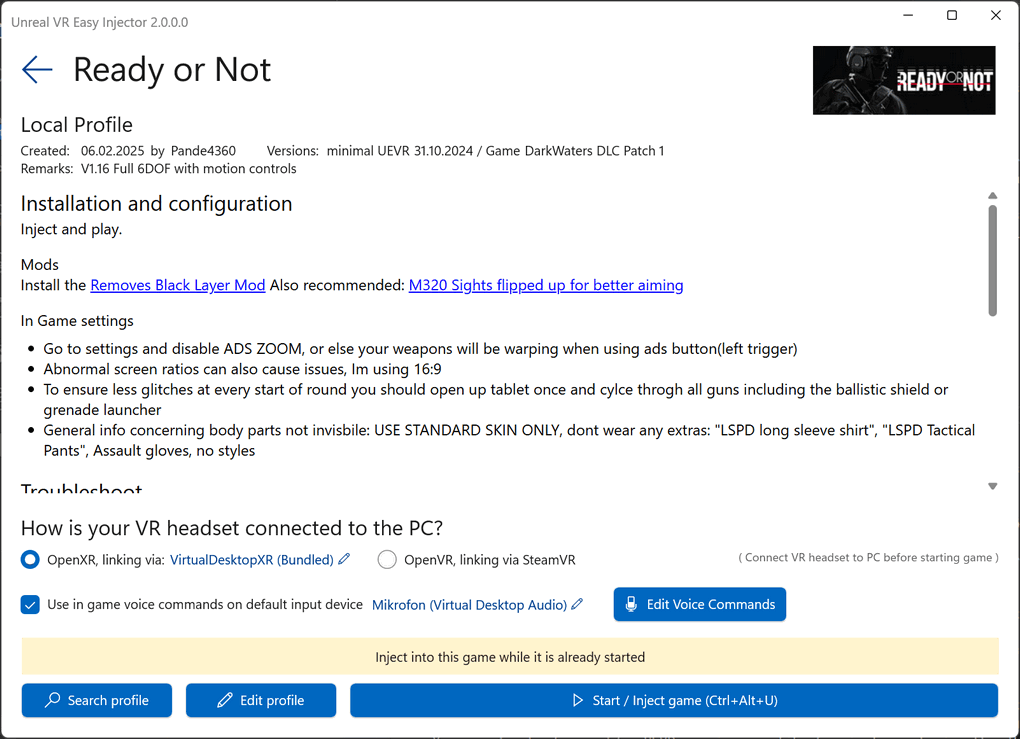 Unreal VR Easy Injector 2.0.0.0
Ready or Not
READY OR NOT
Local Profile
Created: 06.02.2025 by Pande4360 Versions: minimal UEVR 31.10.2024 / Game DarkWaters DLC Patch 1
Remarks: V1.16 Full 6DOF with motion controls
Installation and configuration
Inject and play.
Mods
Install the Removes Black Layer Mod Also recommended: M320 Sights flipped up for better aiming
In Game settings
• Go to settings and disable ADS ZOOM, or else your weapons will be warping when using ads button(left trigger)
• Abnormal screen ratios can also cause issues, Im using 16:9
• To ensure less glitches at every start of round you should open up tablet once and cylce throgh all guns including the ballistic shield or
grenade launcher
• General info concerning body parts not invisbile: USE STANDARD SKIN ONLY, dont wear any extras: "LSPD long sleeve shirt", "LSPD Tactical
Pants", Assault gloves, no styles
Troubleshoot
How is your VR headset connected to the PC?
OpenXR, linking via: VirtualDesktopXR (Bundled) OpenVR, linking via SteamVR ( Connect VR headset to PC before starting game )
Use in game voice commands on default input device Mikrofon (Virtual Desktop Audio) Edit Voice Commands
Inject into this game while it is already started
Search profile Edit profile Start / Inject game (Ctrl+Alt+U)